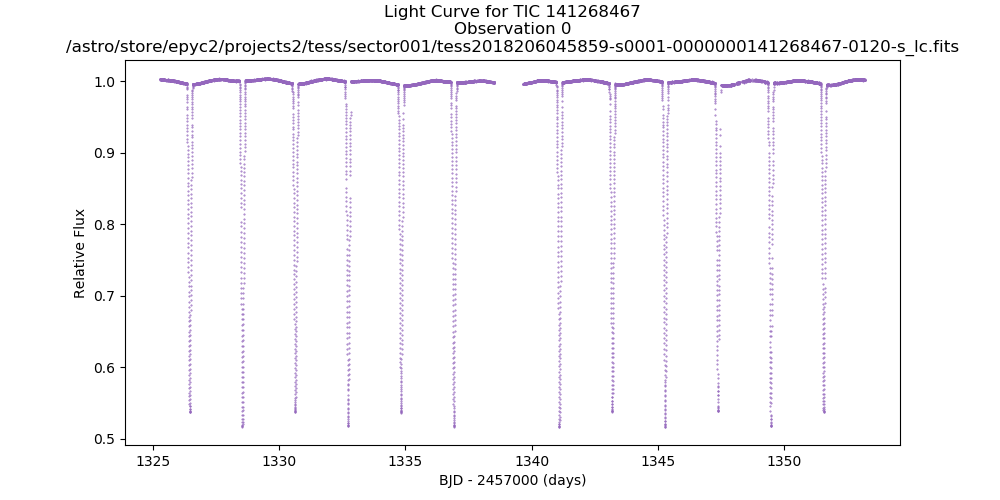 Light Curve for TIC 141268467
Observation 0
/astro/store/epyc2/projects2/tess/sector001/tess2018206045859-s0001-0000000141268467-0120-s_lc.fits
1.0
0.9
0.8
0.7
0.6
0.5
Relative Flux
1325
1330
1335
1340
1345
1350
BJD - 2457000 (days)